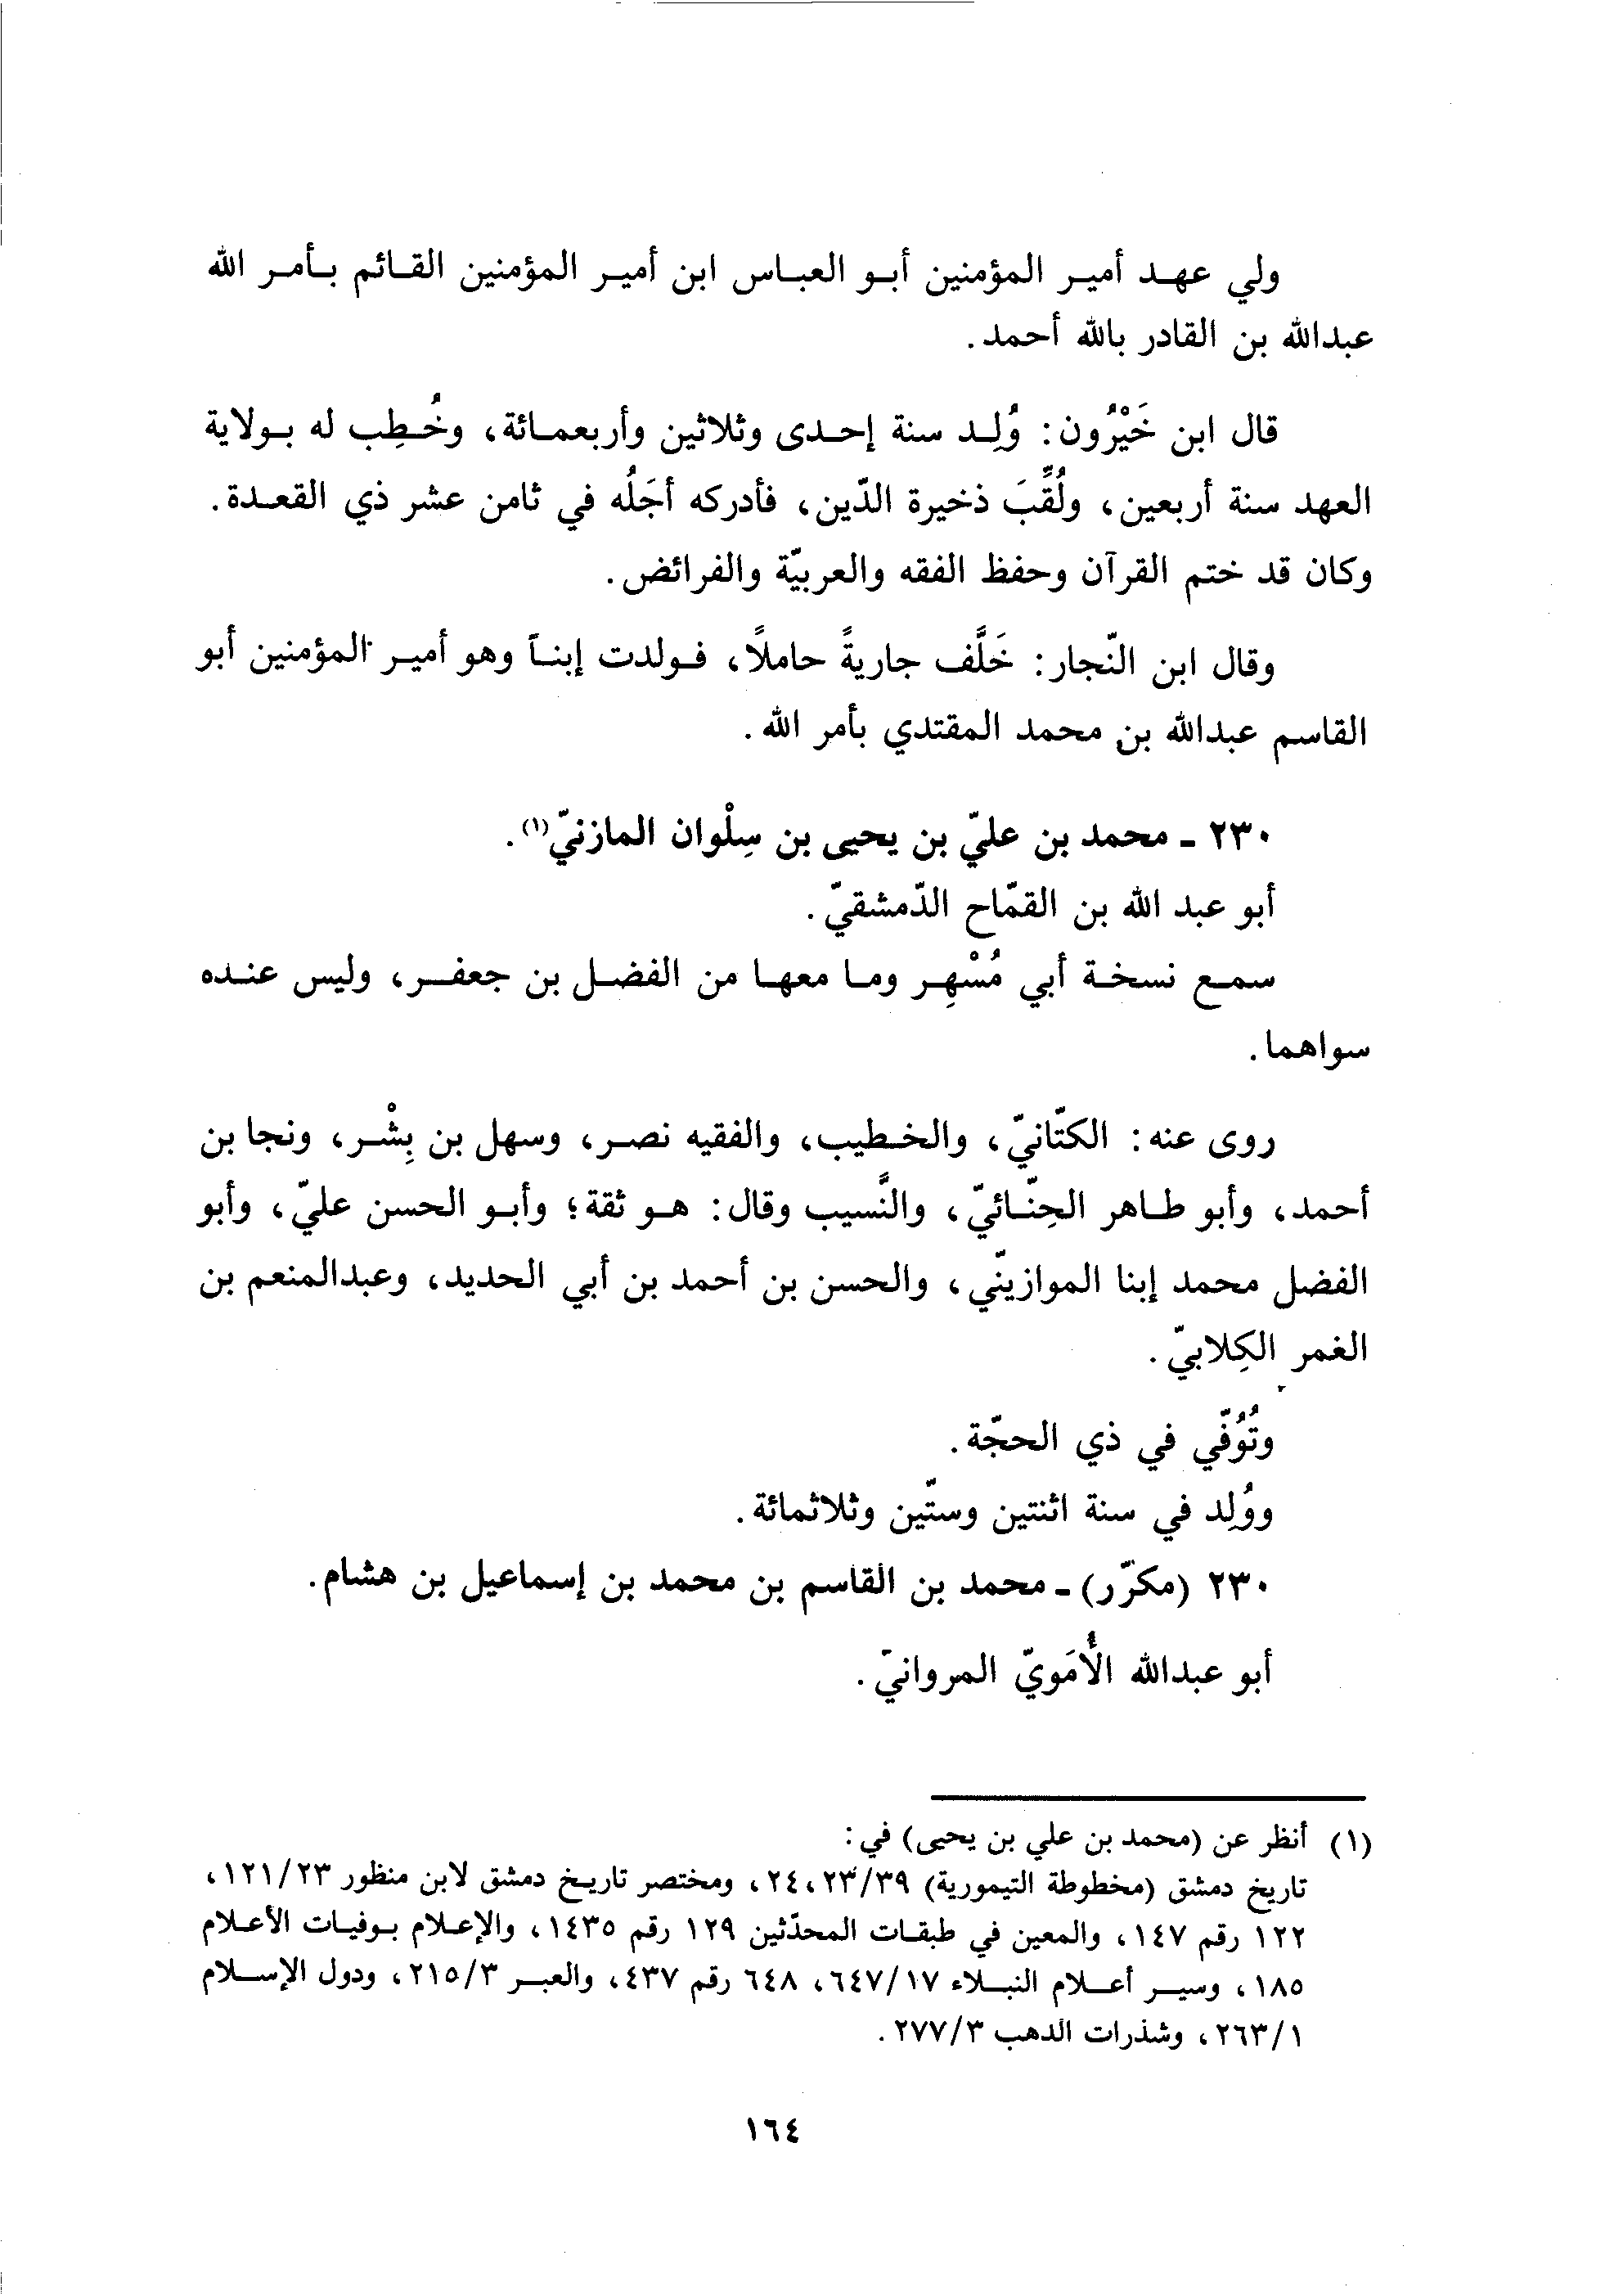 ولي عهد أمير المؤمنين أبو العباس ابن أمير المؤمنين القائم بأمر الله
عبدالله بن القادر بالله أحمد.
قال ابن خَيْرُون: وُلِد سنة إحدى وثلاثين وأربعمائة، وخُطِب له بولاية
العهد سنة أربعين، ولُقِّبَ ذخيرة الدّين، فأدركه أجَلُه في ثامن عشر ذي القعدة.
وكان قد ختم القرآن وحفظ الفقه والعربيّة والفرائض.
وقال ابن النّجار: خَلَّف جاريةً حاملاً، فولدت إبناً وهو أمير المؤمنين أبو
القاسم عبدالله بن محمد المقتدي بأمر الله.
٢٣٠ ـ محمد بن عليّ بن يحيى بن سِلْوان المازنيّ(١).
أبو عبد الله بن القمّاح الدّمشقيّ.
سمع نسخة أبي مُسْهِر وما معها من الفضل بن جعفر، وليس عنده
سواهما.
روى عنه: الكتّانيّ، والخطيب، والفقيه نصر، وسهل بن بِشْر، ونجا بن
أحمد، وأبو طاهر الحِنّائيّ، والنَّسيب وقال: هو ثقة؛ وأبو الحسن عليّ، وأبو
الفضل محمد إبنا الموازينّي، والحسن بن أحمد بن أبي الحديد، وعبدالمنعم بن
الغمر الكِلابيّ.
وتُوُفّي في ذي الحجّة.
ووُلِد في سنة اثنتين وستّين وثلاثمائة.
٢٣٠ (مكرّر) ـ محمد بن القاسم بن محمد بن إسماعيل بن هشام.
أبو عبدالله الأُمَويّ المروانيّ.
(١) أنظر عن (محمد بن علي بن يحيى) في:
تاريخ دمشق (مخطوطة التيمورية) ٢٣/٣٩، ٢٤، ومختصر تاريخ دمشق لابن منظور ١٢١/٢٣،
١٢٢ رقم ١٤٧، والمعين في طبقات المحدّثين ١٢٩ رقم ١٤٣٥، والإعلام بوفيات الأعلام
١٨٥، وسير أعلام النبلاء ٦٤٧/١٧، ٦٤٨ رقم ٤٣٧، والعبر ٢١٥/٣، ودول الإسلام
٢٦٣/١، وشذرات الذهب ٢٧٧/٣.
١٦٤